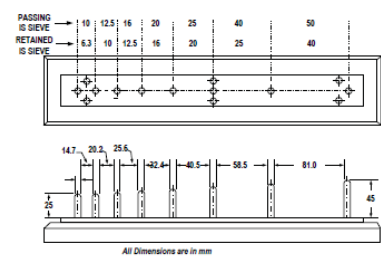 PASSING 10 12.5 16 20 25 40 50
IS SIEVE
RETAINED 6.3 10 12.5 16 20 25 40
IS SIEVE
14.7 20.2 25.6 32.4 40.5 58.5 81.0
25 45
All Dimensions are in mm